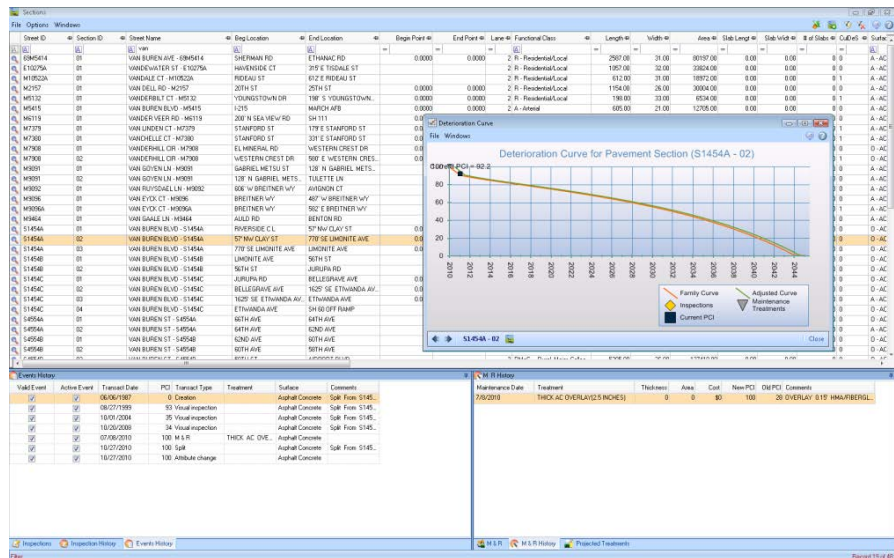 Sections
File Options Windows
Street ID Section ID Street Name Beg Location End Location Begin Point End Point Lane Functional Class Length Width Area Slab Lengt Slab Widt # of Slabs CuDeS Surfac
van
69M5414 01 VAN BUREN AVE - 69M5414 SHERMAN RD ETHANAC RD 0.0000 0.0000 2 R - Residential/Local 2587.00 31.00 80197.00 0.00 0.00 0 0 A - AC
E10275A 01 VANDEWATER ST - E10275A HAVENSIDE CT 315' E TISDALE ST 2 R - Residential/Local 1057.00 32.00 33824.00 0.00 0.00 0 0 A - AC
M10522A 01 VANDALE CT - M10522A RIDEAU ST 612' E RIDEAU ST 2 R - Residential/Local 612.00 31.00 18972.00 0.00 0.00 0 1 A - AC
M2157 01 VAN DELL RD - M2157 20TH ST 25TH ST 0.0000 0.0000 2 R - Residential/Local 1154.00 26.00 30004.00 0.00 0.00 0 0
M5132 01 VANDERBILT CT - M5132 YOUNGSTOWN DR 198' S YOUNGSTOWN... 0.0000 0.0000 2 R - Residential/Local 198.00 33.00 6534.00 0.00 0.00 0 1 A - AC
M5415 01 VAN BUREN BLVD - M5415 I-215 MARCH AFB 0.0000 0.0000 2 A - Arterial 605.00 21.00 12705.00 0.00 0.00 0 0
M6119 01 VANDER VEER RD - M6119 200' N SEA VIEW RD SH 111
M7379 01 VAN LINDEN CT - M7379 STANFORD ST 179' E STANFORD ST
M7380 01 VANCHELLE CT - M7380 STANFORD ST 331' E STANFORD ST
M7908 01 VANDERHILL CIR - M7908 EL MINERAL RD WESTERN CREST DR
M7908 02 VANDERHILL CIR - M7908 WESTERN CREST DR 500' E WESTERN CRES...
M9091 01 VAN GOYEN LN - M9091 GABRIEL METSU ST 128' N GABRIEL METS...
M9091 02 VAN GOYEN LN - M9091 128' N GABRIEL METS... TULETTE LN
M9092 01 VAN RUYSDAEL LN - M9092 606' W BREITNER WY AVIGNON CT
M9096 01 VAN EYCK CT - M9096 BREITNER WY 487' W BREITNER WY
M9096A 01 VAN EYCK CT - M9096A BREITNER WY 502' E BREITNER WY
M9464 01 VAN GAALE LN - M9464 AULD RD BENTON RD
S1454A 01 VAN BUREN BLVD - S1454A RIVERSIDE C.L 57' NW CLAY ST
S1454A 02 VAN BUREN BLVD - S1454A 57' NW CLAY ST 770' SE LIMONITE AVE
S1454A 03 VAN BUREN BLVD - S1454A 770' SE LIMONITE AVE LIMONITE AVE
S1454B 01 VAN BUREN BLVD - S1454B LIMONITE AVE 56TH ST
S1454B 02 VAN BUREN BLVD - S1454B 56TH ST JURUPA RD
S1454C 01 VAN BUREN BLVD - S1454C JURUPA RD BELLEGRAVE AVE
S1454C 02 VAN BUREN BLVD - S1454C BELLEGRAVE AVE 1625' SE ETIWANDA AV...
S1454C 03 VAN BUREN BLVD - S1454C 1625' SE ETIWANDA AV... ETIWANDA AVE
S1454C 04 VAN BUREN BLVD - S1454C ETIWANDA AVE SH 60 OFF RAMP
S4554A 01 VAN BUREN ST - S4554A 66TH AVE 64TH AVE
S4554A 02 VAN BUREN ST - S4554A 64TH AVE 62ND AVE
S4554B 01 VAN BUREN ST - S4554B 62ND AVE 60TH AVE
S4554B 02 VAN BUREN ST - S4554B 60TH AVE 58TH AVE
Deterioration Curve
File Windows
Deterioration Curve for Pavement Section (S1454A - 02)
100
80
60
40
20
0
2010 2012 2014 2016 2018 2020 2022 2024 2026 2028 2030 2032 2034 2036 2038 2040 2042 2044
Family Curve Adjusted Curve
Inspections Maintenance Treatments
Current PCI
S1454A - 02 Close
Events History
Valid Event Active Event Transact Date PCI Transact Type Treatment Surface Comments
06/06/1987 0 Creation Asphalt Concrete Split From S145...
08/27/1999 93 Visual inspection Asphalt Concrete Split From S145...
10/01/2004 35 Visual inspection Asphalt Concrete Split From S145...
10/28/2008 34 Visual inspection Asphalt Concrete Split From S145...
07/08/2010 100 M & R THICK AC OVE... Asphalt Concrete
10/27/2010 100 Split Asphalt Concrete Split From S145...
10/27/2010 100 Attribute change Asphalt Concrete
Inspections Inspection History Events History
M R History
Maintenance Date Treatment Thickness Area Cost New PCI Old PCI Comments
7/8/2010 THICK AC OVERLAY(2.5 INCHES) 0 0 $0 100 28 OVERLAY 0.15' HMA/FIBERGL...
M & R M & R History Projected Treatments
Filter